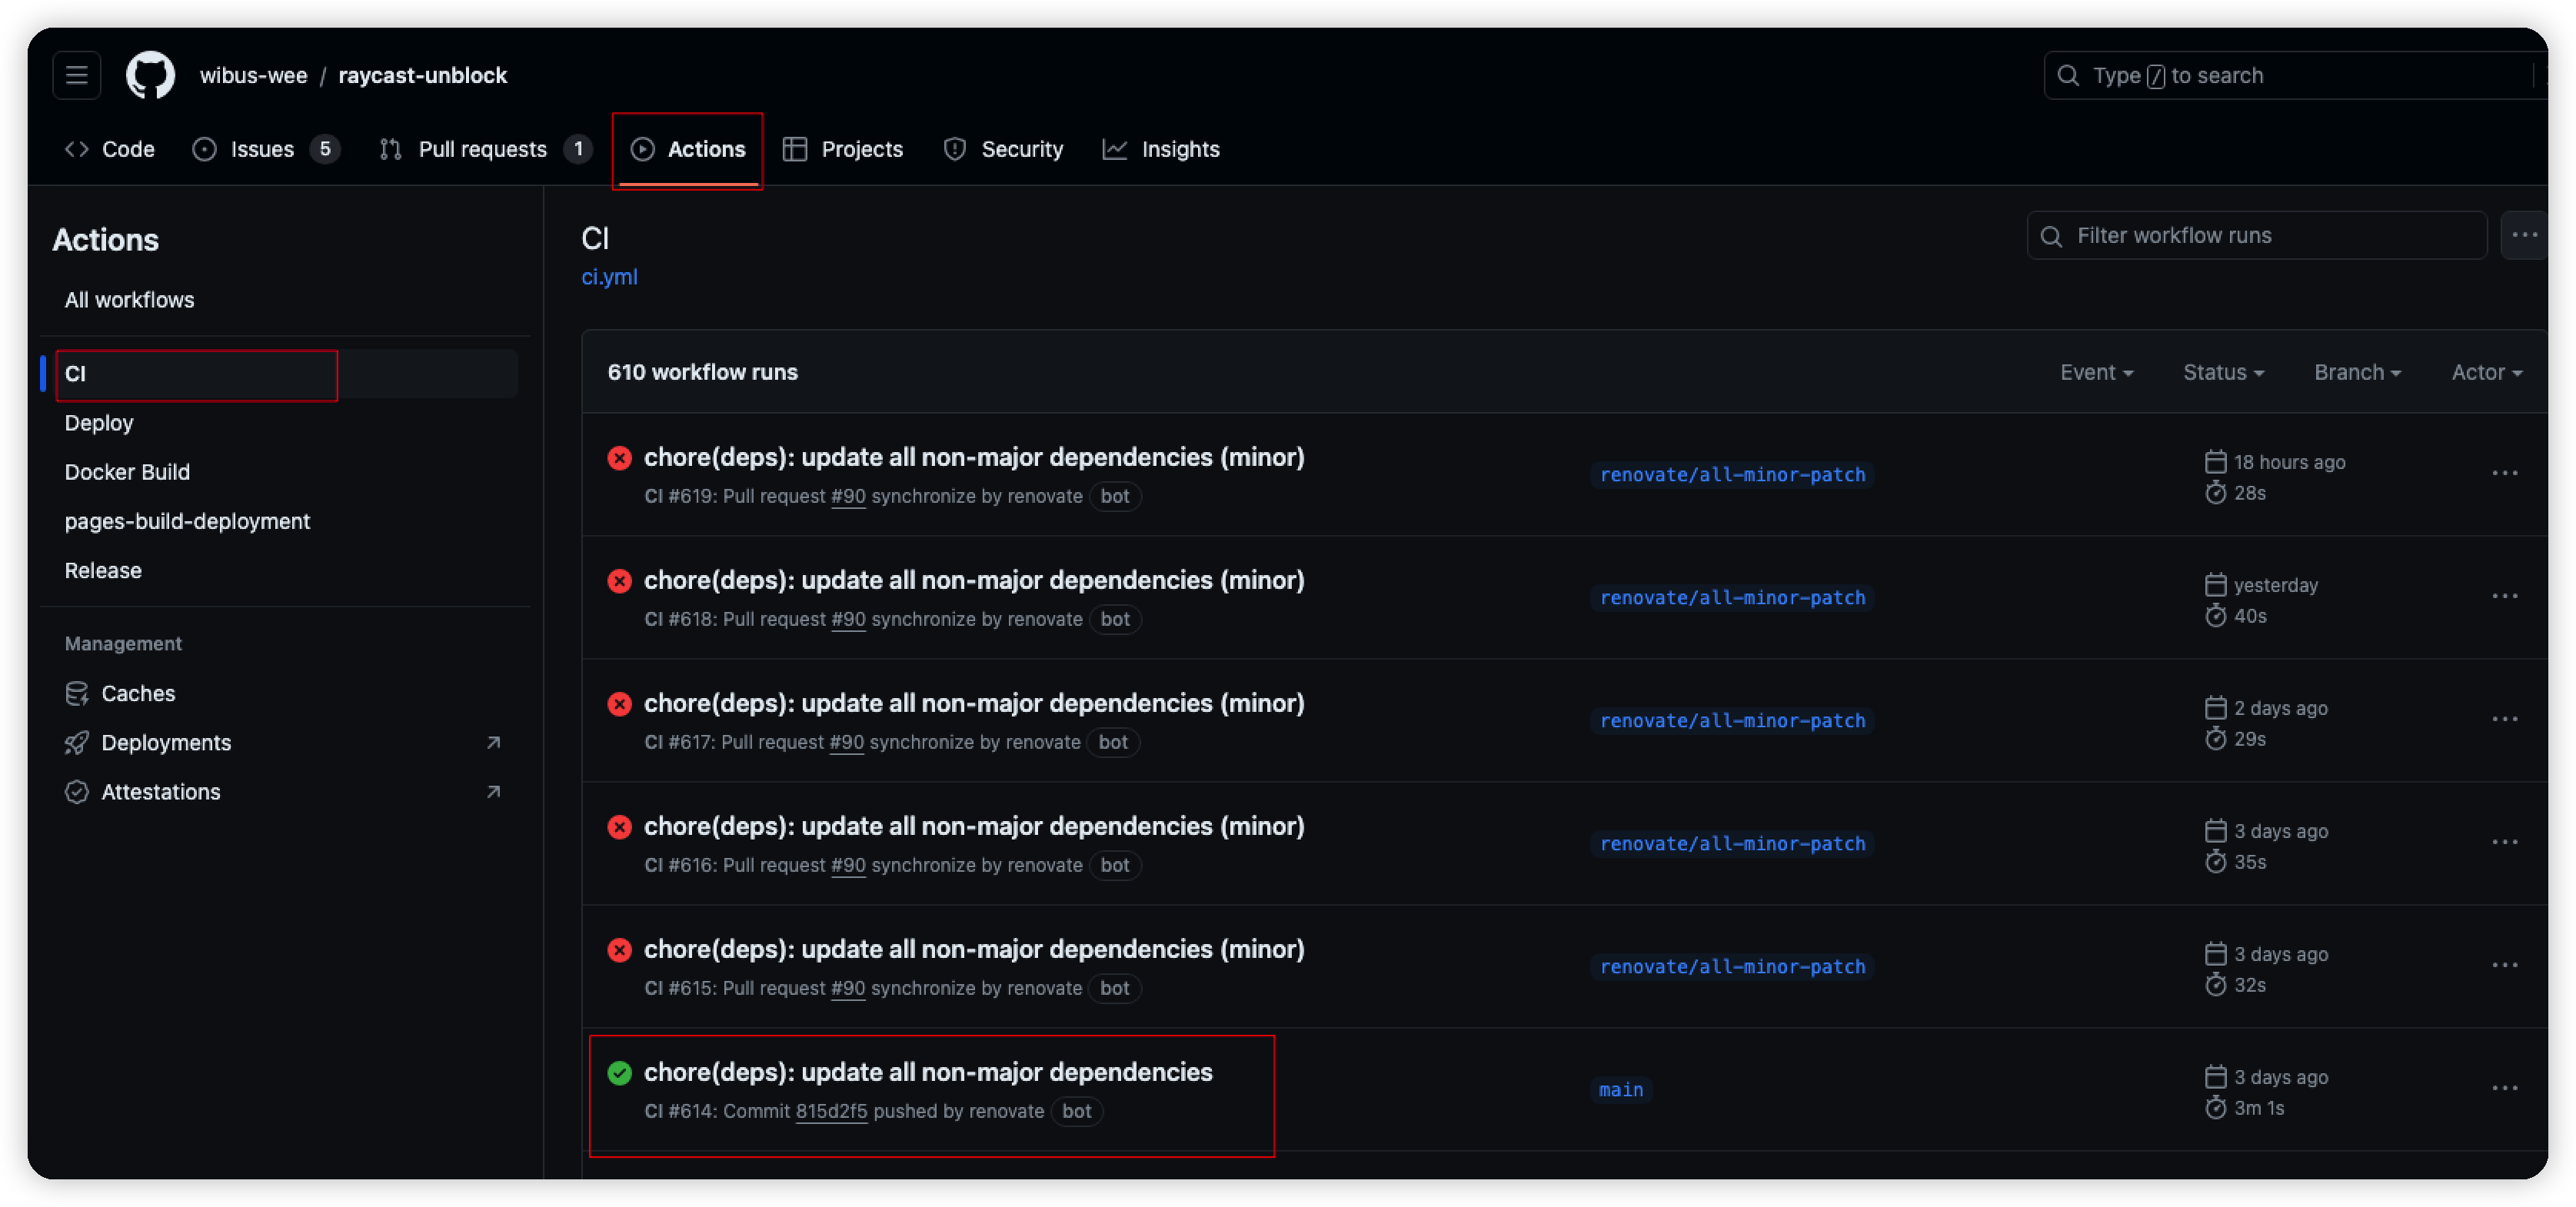 wibus-wee / raycast-unblock
Type / to search
Code
Issues 5
Pull requests 1
Actions
Projects
Security
Insights
Actions
All workflows
CI
Deploy
Docker Build
pages-build-deployment
Release
Management
Caches
Deployments
Attestations
CI
ci.yml
Filter workflow runs
610 workflow runs
Event
Status
Branch
Actor
chore(deps): update all non-major dependencies (minor)
CI #619: Pull request #90 synchronize by renovate bot
renovate/all-minor-patch
18 hours ago
28s
chore(deps): update all non-major dependencies (minor)
CI #618: Pull request #90 synchronize by renovate bot
renovate/all-minor-patch
yesterday
40s
chore(deps): update all non-major dependencies (minor)
CI #617: Pull request #90 synchronize by renovate bot
renovate/all-minor-patch
2 days ago
29s
chore(deps): update all non-major dependencies (minor)
CI #616: Pull request #90 synchronize by renovate bot
renovate/all-minor-patch
3 days ago
35s
chore(deps): update all non-major dependencies (minor)
CI #615: Pull request #90 synchronize by renovate bot
renovate/all-minor-patch
3 days ago
32s
chore(deps): update all non-major dependencies
CI #614: Commit 815d2f5 pushed by renovate bot
main
3 days ago
3m 1s